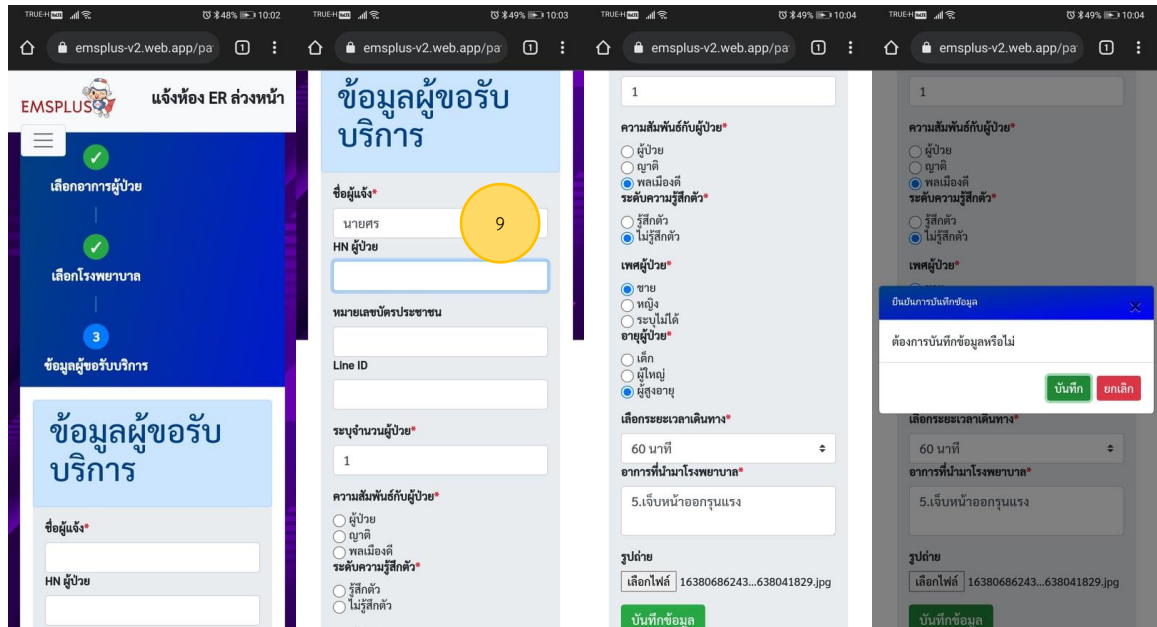 TRUE-H 48% 10:02
emsplus-v2.web.app/pa 1
EMSPLUS แจ้งห้อง ER ล่วงหน้า
เลือกอาการผู้ป่วย
เลือกโรงพยาบาล
3
ข้อมูลผู้ขอรับบริการ
ข้อมูลผู้ขอรับ
บริการ
ชื่อผู้แจ้ง*
HN ผู้ป่วย
TRUE-H 49% 10:03
emsplus-v2.web.app/pa 1
ข้อมูลผู้ขอรับ
บริการ
ชื่อผู้แจ้ง*
นายศร
9
HN ผู้ป่วย
หมายเลขบัตรประชาชน
Line ID
ระบุจำนวนผู้ป่วย*
1
ความสัมพันธ์กับผู้ป่วย*
ผู้ป่วย
ญาติ
พลเมืองดี
ระดับความรู้สึกตัว*
รู้สึกตัว
ไม่รู้สึกตัว
TRUE-H 49% 10:04
emsplus-v2.web.app/pa 1
1
ความสัมพันธ์กับผู้ป่วย*
ผู้ป่วย
ญาติ
พลเมืองดี
ระดับความรู้สึกตัว*
รู้สึกตัว
ไม่รู้สึกตัว
เพศผู้ป่วย*
ชาย
หญิง
ระบุไม่ได้
อายุผู้ป่วย*
เด็ก
ผู้ใหญ่
ผู้สูงอายุ
เลือกระยะเวลาเดินทาง*
60 นาที
อาการที่นำมาโรงพยาบาล*
5.เจ็บหน้าออกรุนแรง
รูปถ่าย
เลือกไฟล์ 16380686243...638041829.jpg
บันทึกข้อมูล
TRUE-H 49% 10:04
emsplus-v2.web.app/pa 1
1
ความสัมพันธ์กับผู้ป่วย*
ผู้ป่วย
ญาติ
พลเมืองดี
ระดับความรู้สึกตัว*
รู้สึกตัว
ไม่รู้สึกตัว
เพศผู้ป่วย*
ยืนยันการบันทึกข้อมูล
ต้องการบันทึกข้อมูลหรือไม่
บันทึก ยกเลิก
เลือกระยะเวลาเดินทาง*
60 นาที
อาการที่นำมาโรงพยาบาล*
5.เจ็บหน้าออกรุนแรง
รูปถ่าย
เลือกไฟล์ 16380686243...638041829.jpg
บันทึกข้อมูล